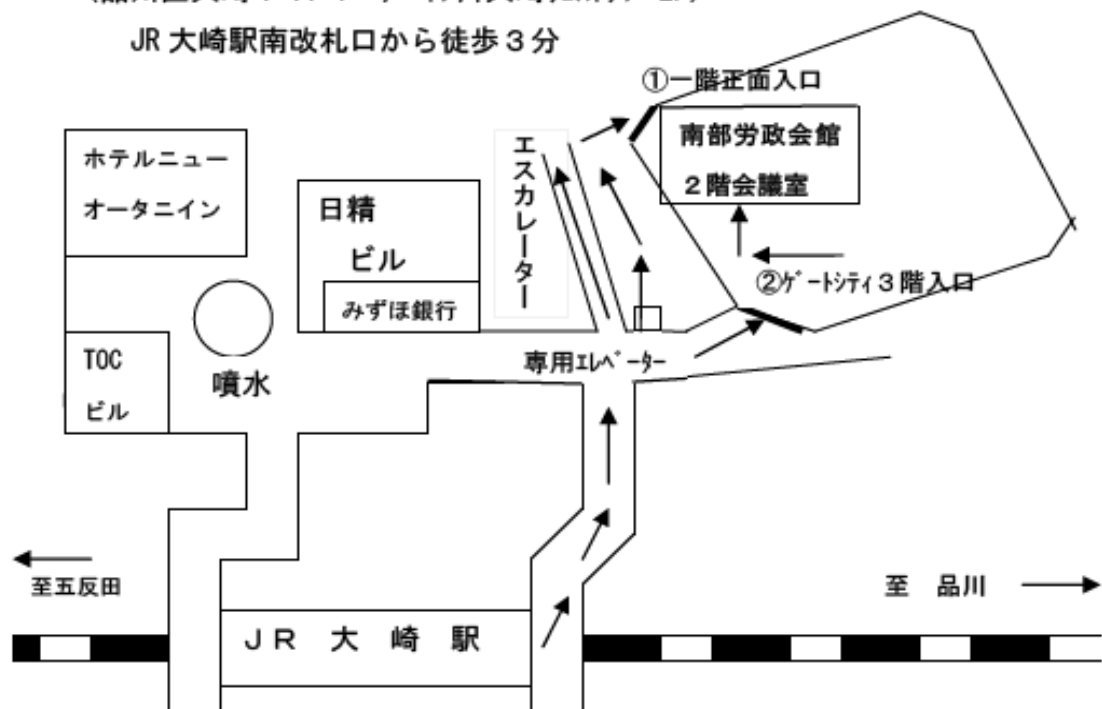 JR 大崎駅南改札口から徒歩３分
①一階正面入口
南部労政会館
２階会議室
エスカレーター
ホテルニュー
オータニイン
日精
ビル
みずほ銀行
②ｹﾞｰﾄｼﾃｨ３階入口
TOC
ビル
噴水
専用ｴﾚﾍﾞｰﾀｰ
至五反田
至 品川
ＪＲ 大 崎 駅